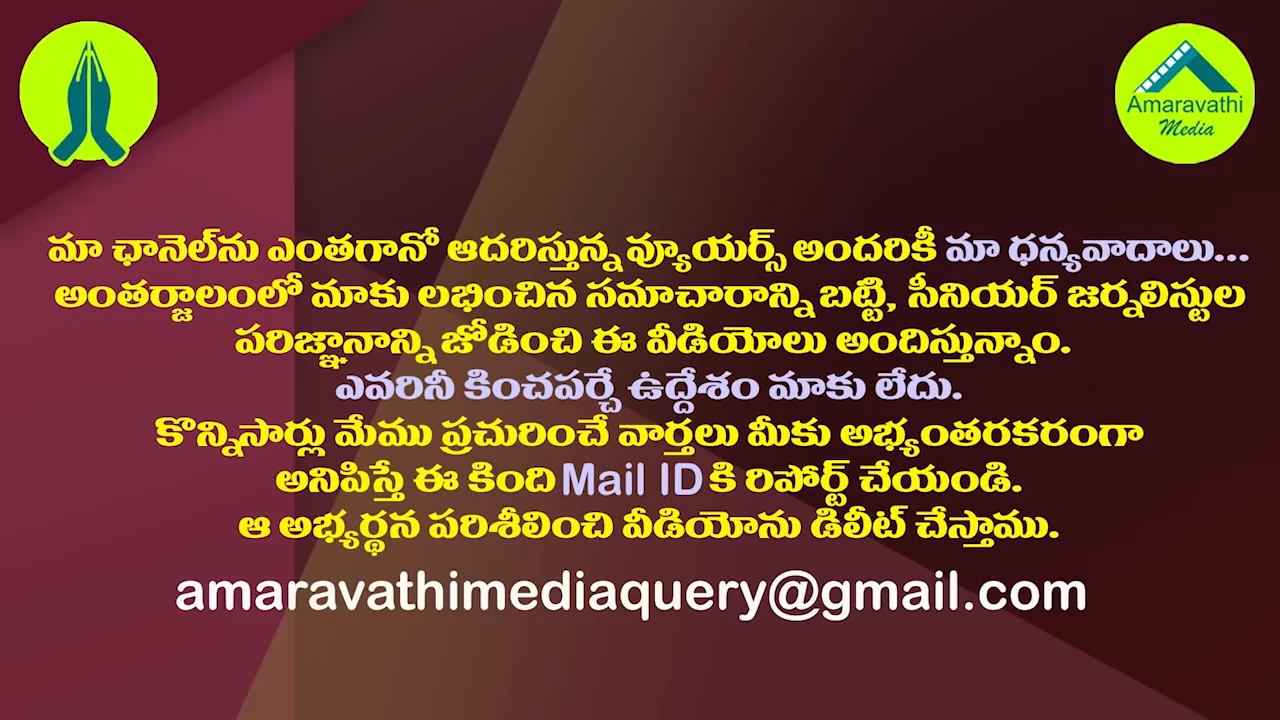 Amaravathi
Media
మా ఛానెల్‌ను ఎంతగానో ఆదరిస్తున్న వ్యూయర్స్ అందరికీ మా ధన్యవాదాలు...
అంతర్జాలంలో మాకు లభించిన సమాచారాన్ని బట్టి, సీనియర్ జర్నలిస్టుల
పరిజ్ఞానాన్ని జోడించి ఈ వీడియోలు అందిస్తున్నాం.
ఎవరినీ కించపర్చే ఉద్దేశం మాకు లేదు.
కొన్నిసార్లు మేము ప్రచురించే వార్తలు మీకు అభ్యంతరకరంగా
అనిపిస్తే ఈ కింది Mail ID కి రిపోర్ట్ చేయండి.
ఆ అభ్యర్థన పరిశీలించి వీడియోను డిలీట్ చేస్తాము.
amaravathimediaquery@gmail.com